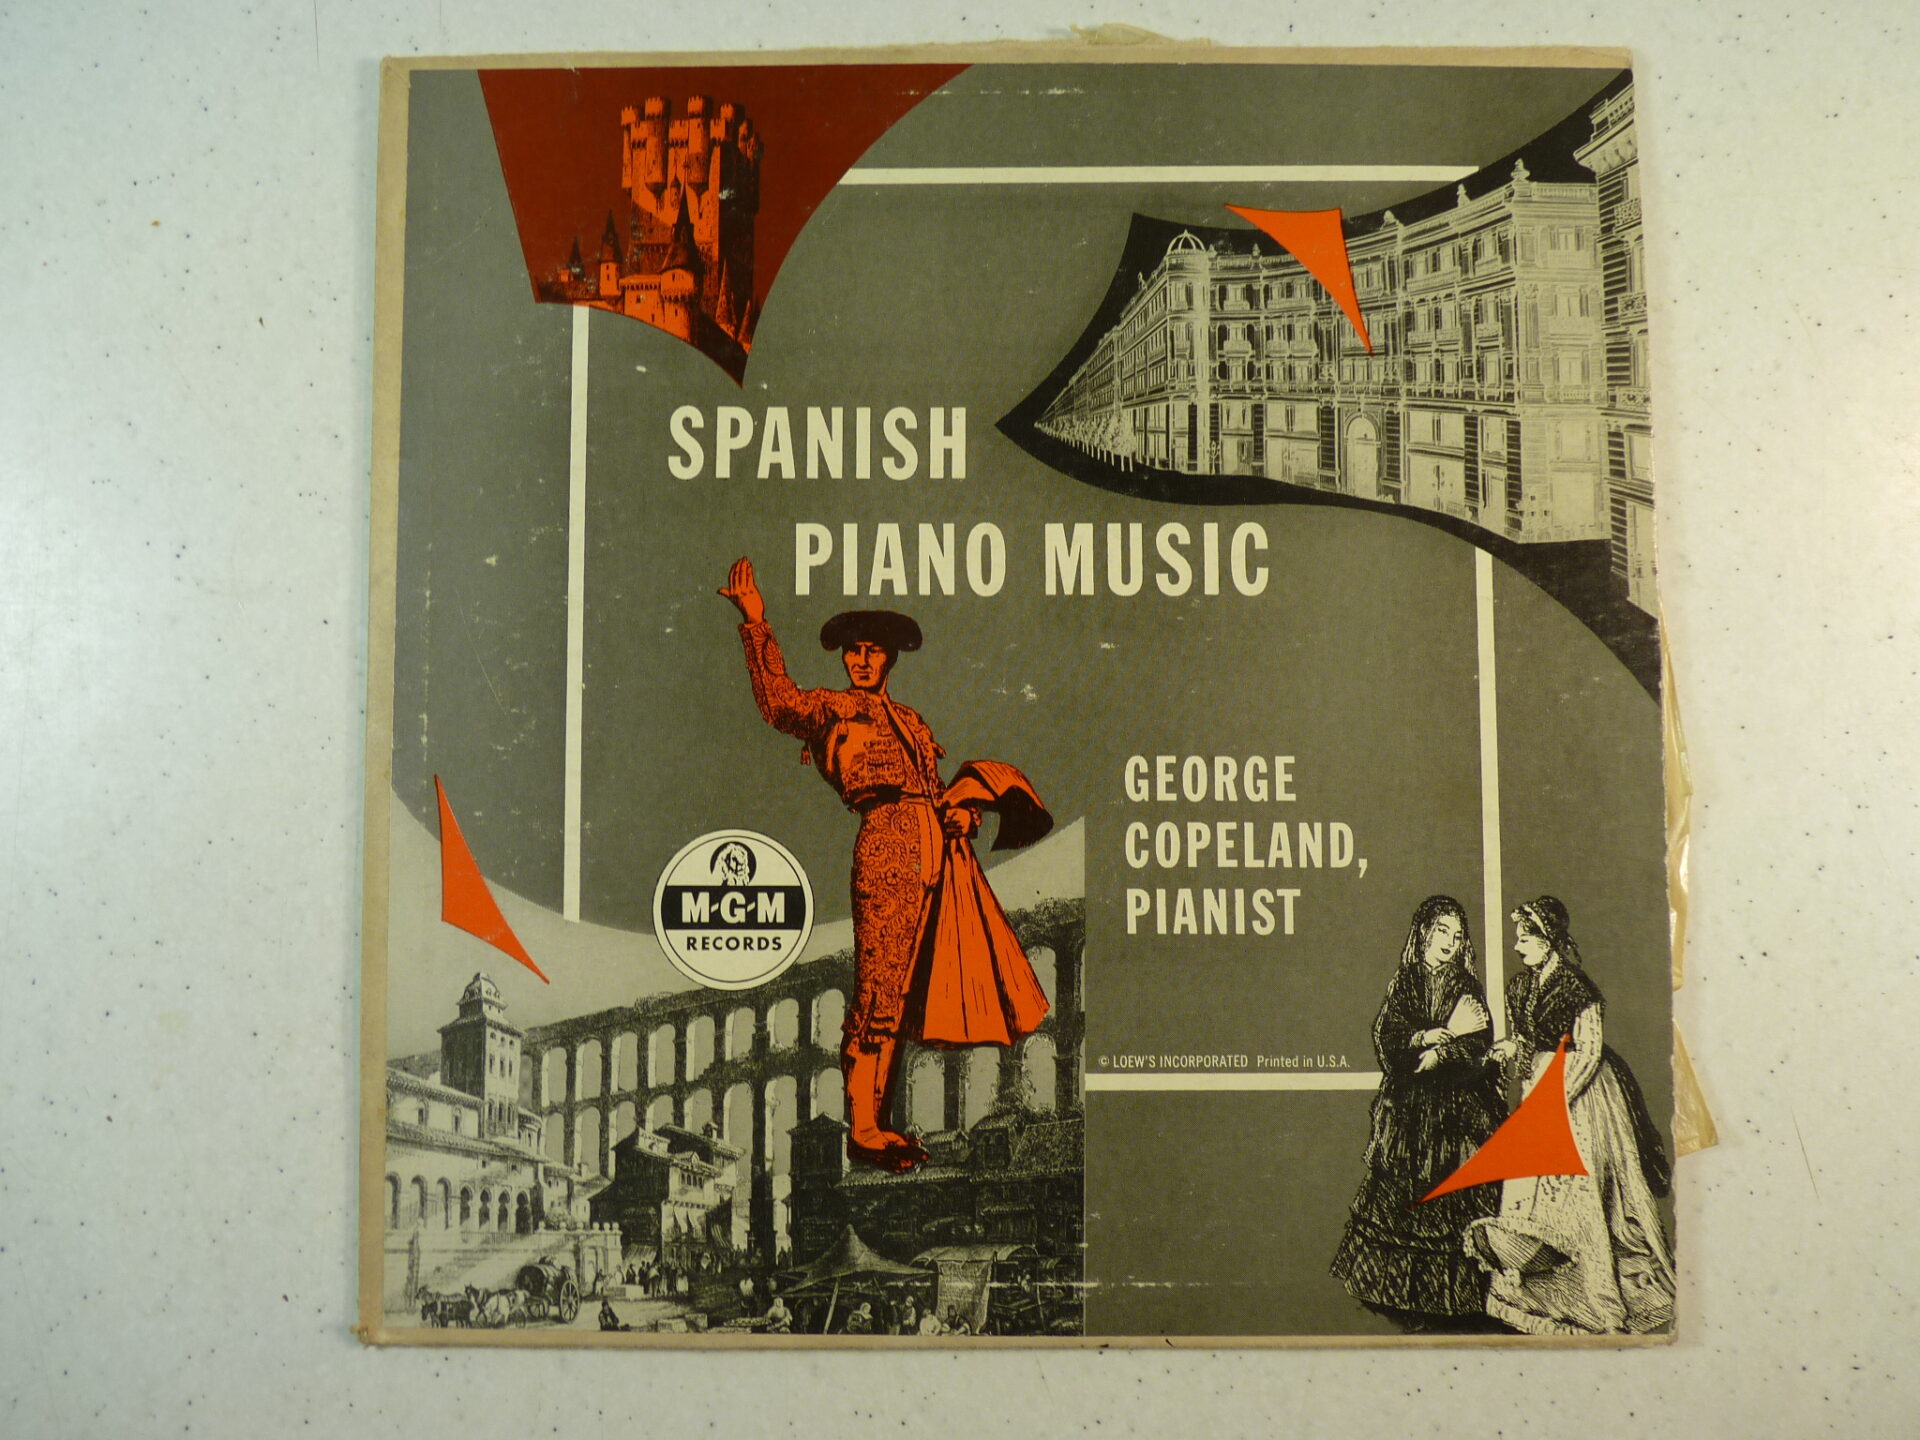 SPANISH
PIANO MUSIC
GEORGE
COPELAND,
PIANIST
M-G-M
RECORDS
© LOEW'S INCORPORATED Printed in U.S.A.